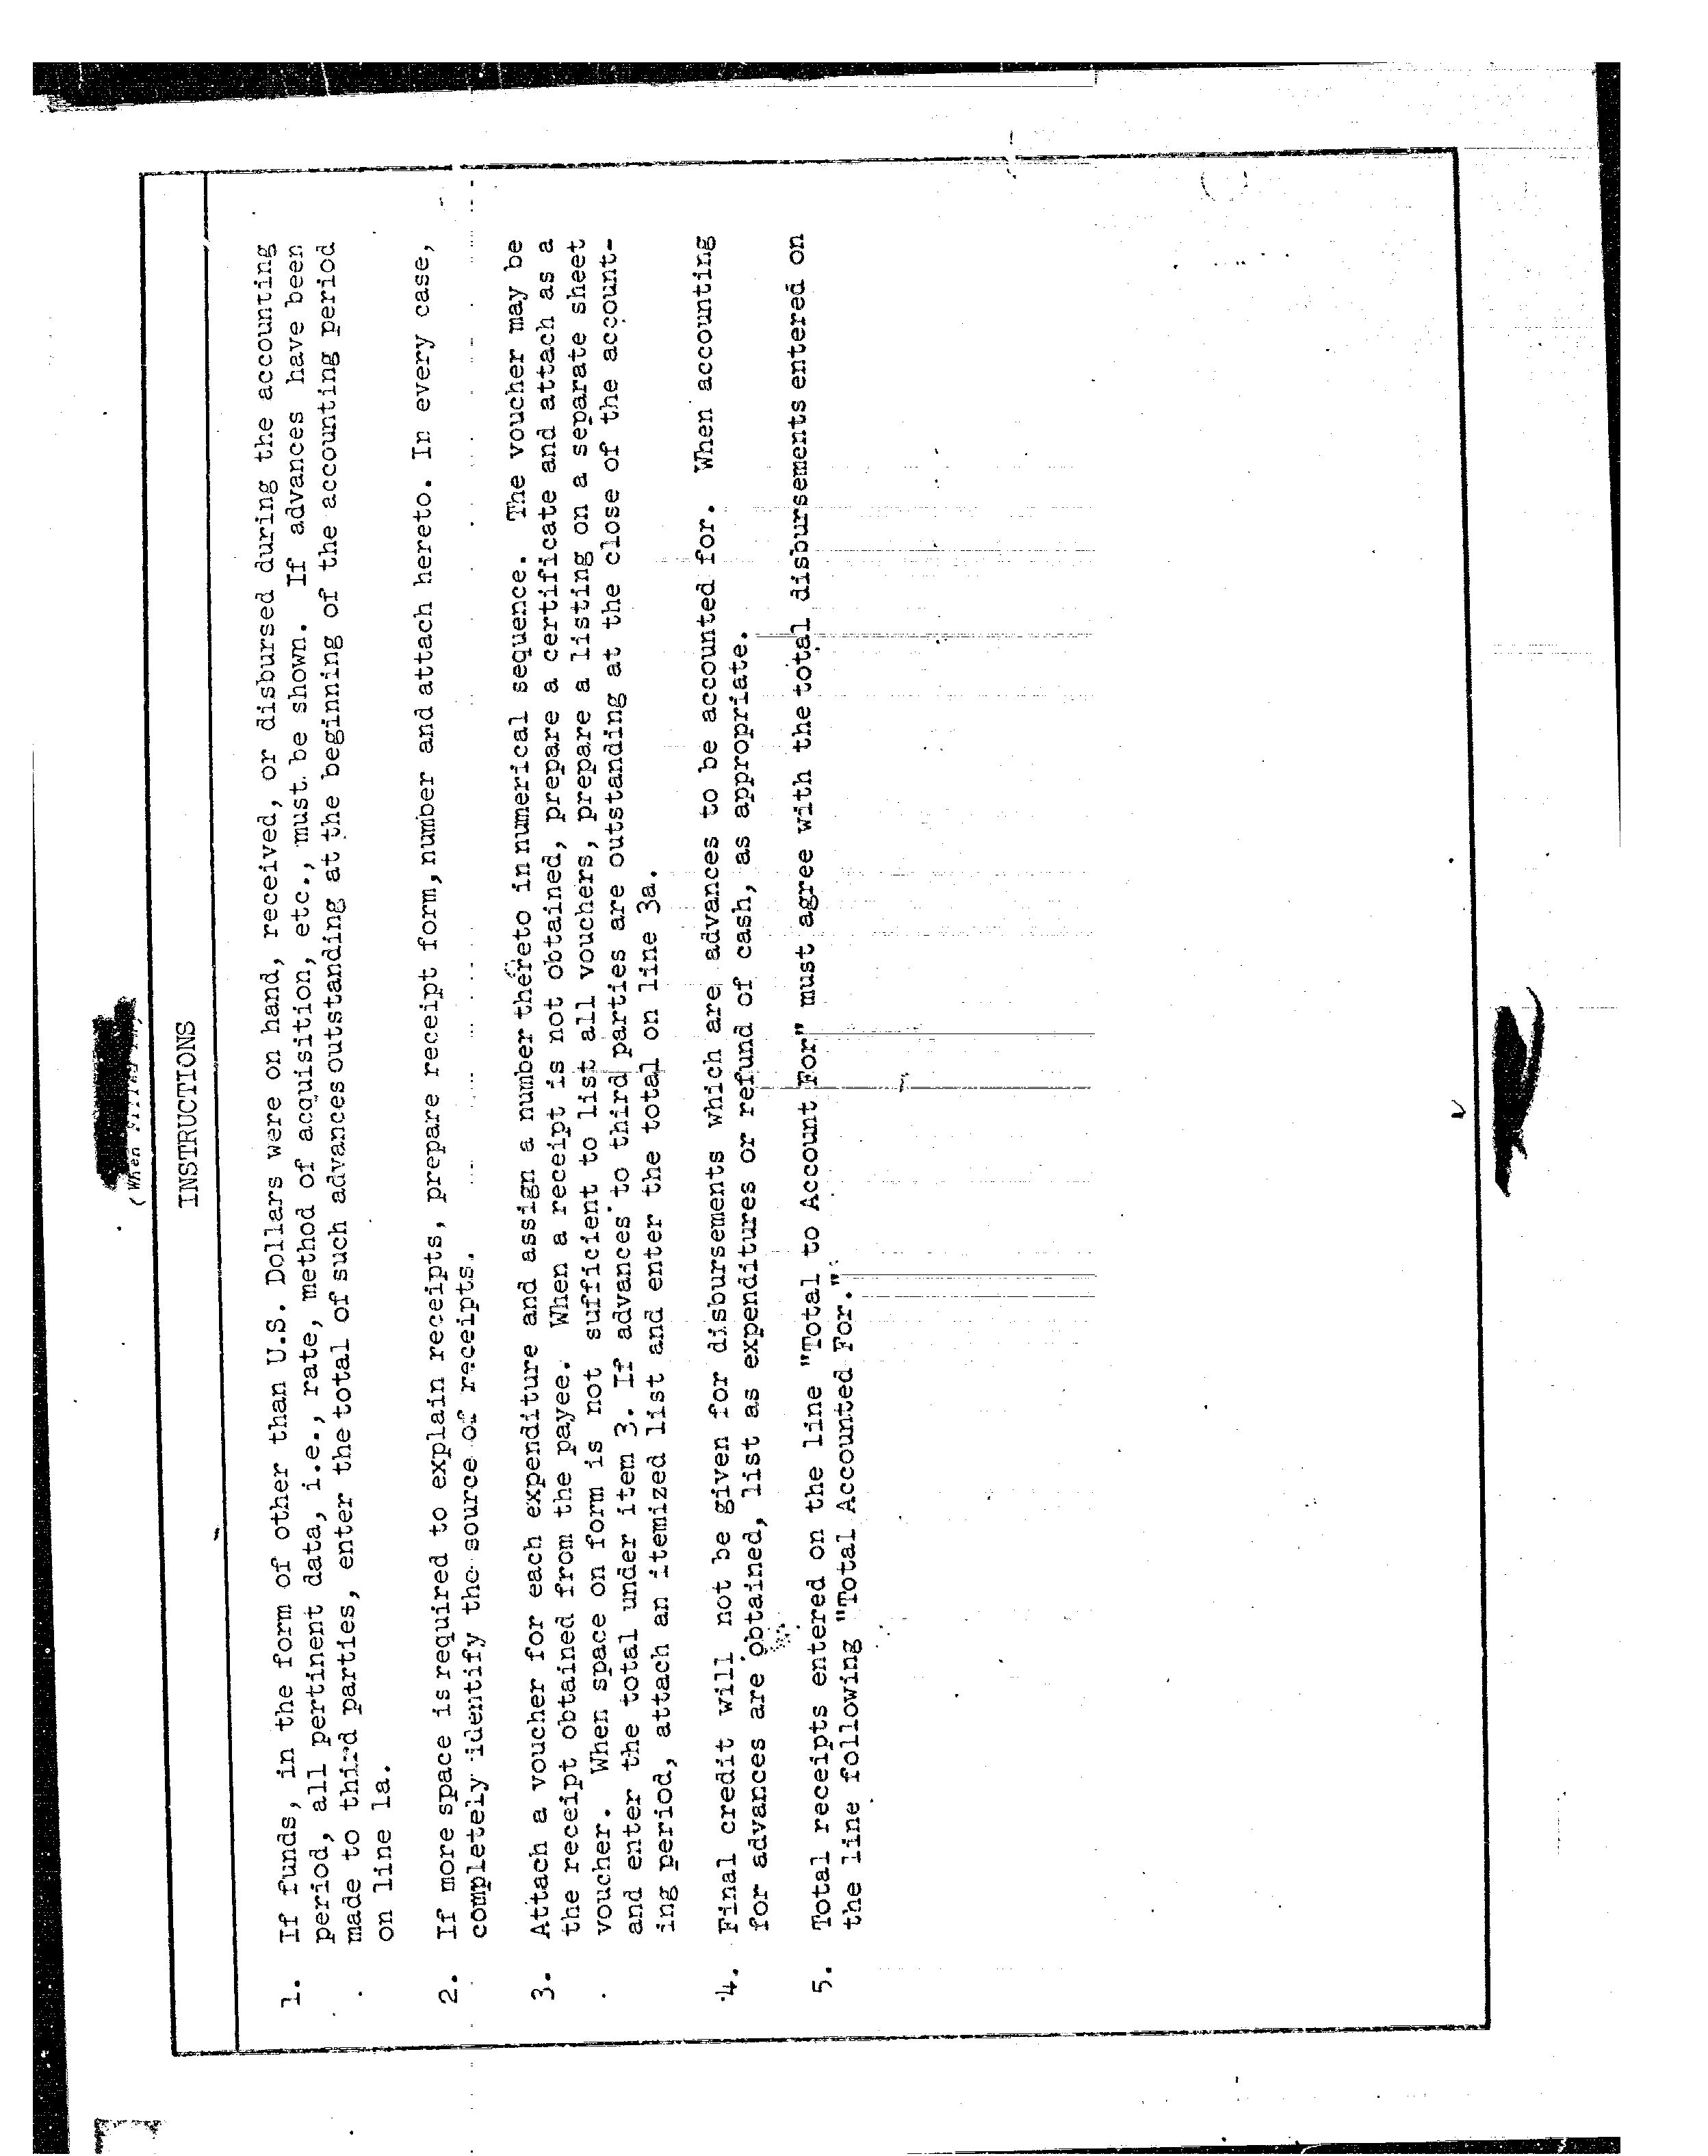 (When Filled In)
INSTRUCTIONS
1. If funds, in the form of other than U.S. Dollars were on hand, received, or disbursed during the accounting
period, all pertinent data, i.e., rate, method of acquisition, etc., must be shown. If advances have been
made to third parties, enter the total of such advances outstanding at the beginning of the accounting period
on line 1a.
2. If more space is required to explain receipts, prepare receipt form, number and attach hereto. In every case,
completely identify the source of receipts.
3. Attach a voucher for each expenditure and assign a number thereto in numerical sequence. The voucher may be
the receipt obtained from the payee. When a receipt is not obtained, prepare a certificate and attach as a
voucher. When space on form is not sufficient to list all vouchers, prepare a listing on a separate sheet
and enter the total under item 3. If advances to third parties are outstanding at the close of the account-
ing period, attach an itemized list and enter the total on line 3a.
4. Final credit will not be given for disbursements which are advances to be accounted for. When accounting
for advances are obtained, list as expenditures or refund of cash, as appropriate.
5. Total receipts entered on the line "Total to Account For" must agree with the total disbursements entered on
the line following "Total Accounted For."